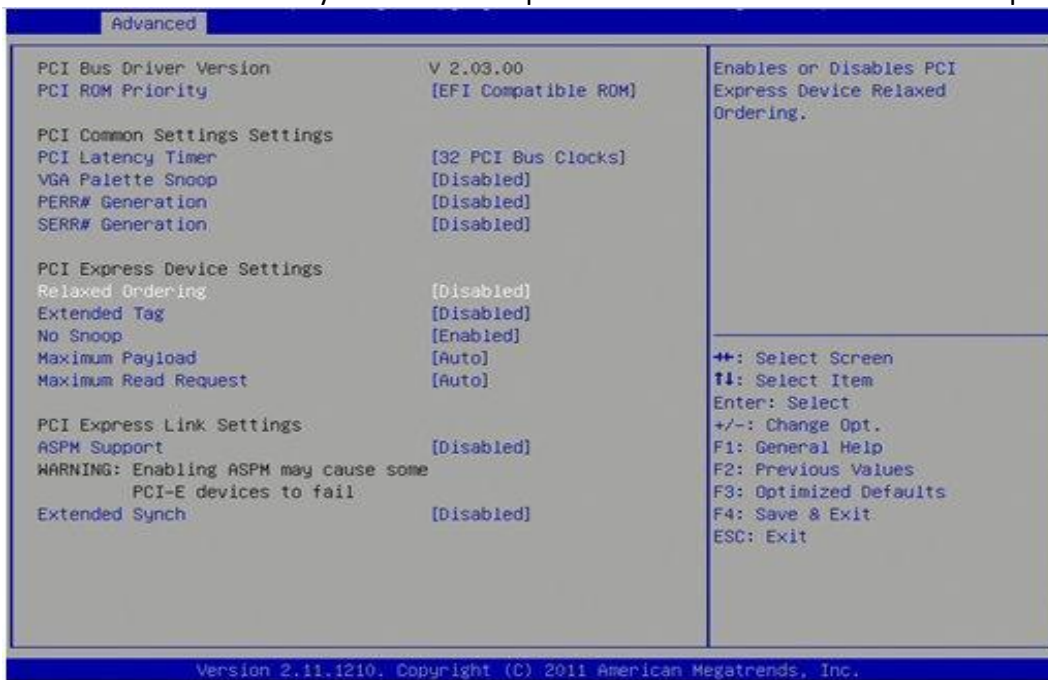 Advanced
PCI Bus Driver Version V 2.03.00
PCI ROM Priority [EFI Compatible ROM]
PCI Common Settings Settings
PCI Latency Timer [32 PCI Bus Clocks]
VGA Palette Snoop [Disabled]
PERR# Generation [Disabled]
SERR# Generation [Disabled]
PCI Express Device Settings
Relaxed Ordering [Disabled]
Extended Tag [Disabled]
No Snoop [Enabled]
Maximum Payload [Auto]
Maximum Read Request [Auto]
PCI Express Link Settings
ASPM Support [Disabled]
WARNING: Enabling ASPM may cause some
PCI-E devices to fail
Extended Synch [Disabled]
Enables or Disables PCI
Express Device Relaxed
Ordering.
→←: Select Screen
↑↓: Select Item
Enter: Select
+/-: Change Opt.
F1: General Help
F2: Previous Values
F3: Optimized Defaults
F4: Save & Exit
ESC: Exit
Version 2.11.1210. Copyright (C) 2011 American Megatrends, Inc.